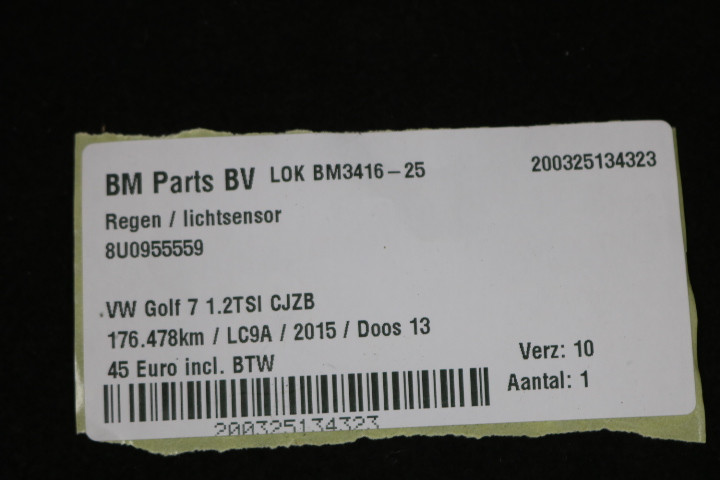 BM Parts BV LOK BM3416-25 200325134323
Regen / lichtsensor
8U0955559
VW Golf 7 1.2TSI CJZB
176.478km / LC9A / 2015 / Doos 13
45 Euro incl. BTW Verz: 10
Aantal: 1
200325134323